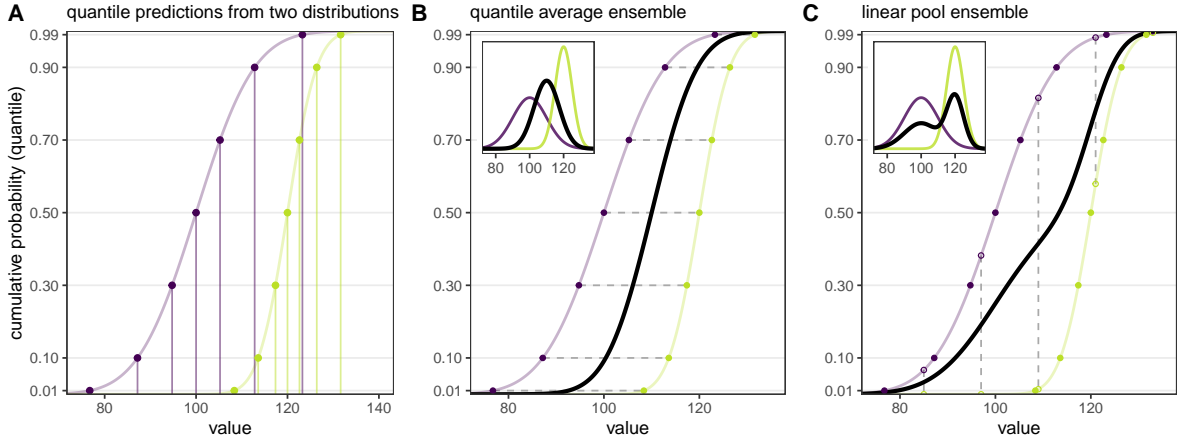 A quantile predictions from two distributions
cumulative probability (quantile)
0.99
0.90
0.70
0.50
0.30
0.10
0.01
80 100 120 140
value
B quantile average ensemble
0.99
0.90
0.70
0.50
0.30
0.10
0.01
80 100 120
80 100 120
value
C linear pool ensemble
0.99
0.90
0.70
0.50
0.30
0.10
0.01
80 100 120
80 100 120
value